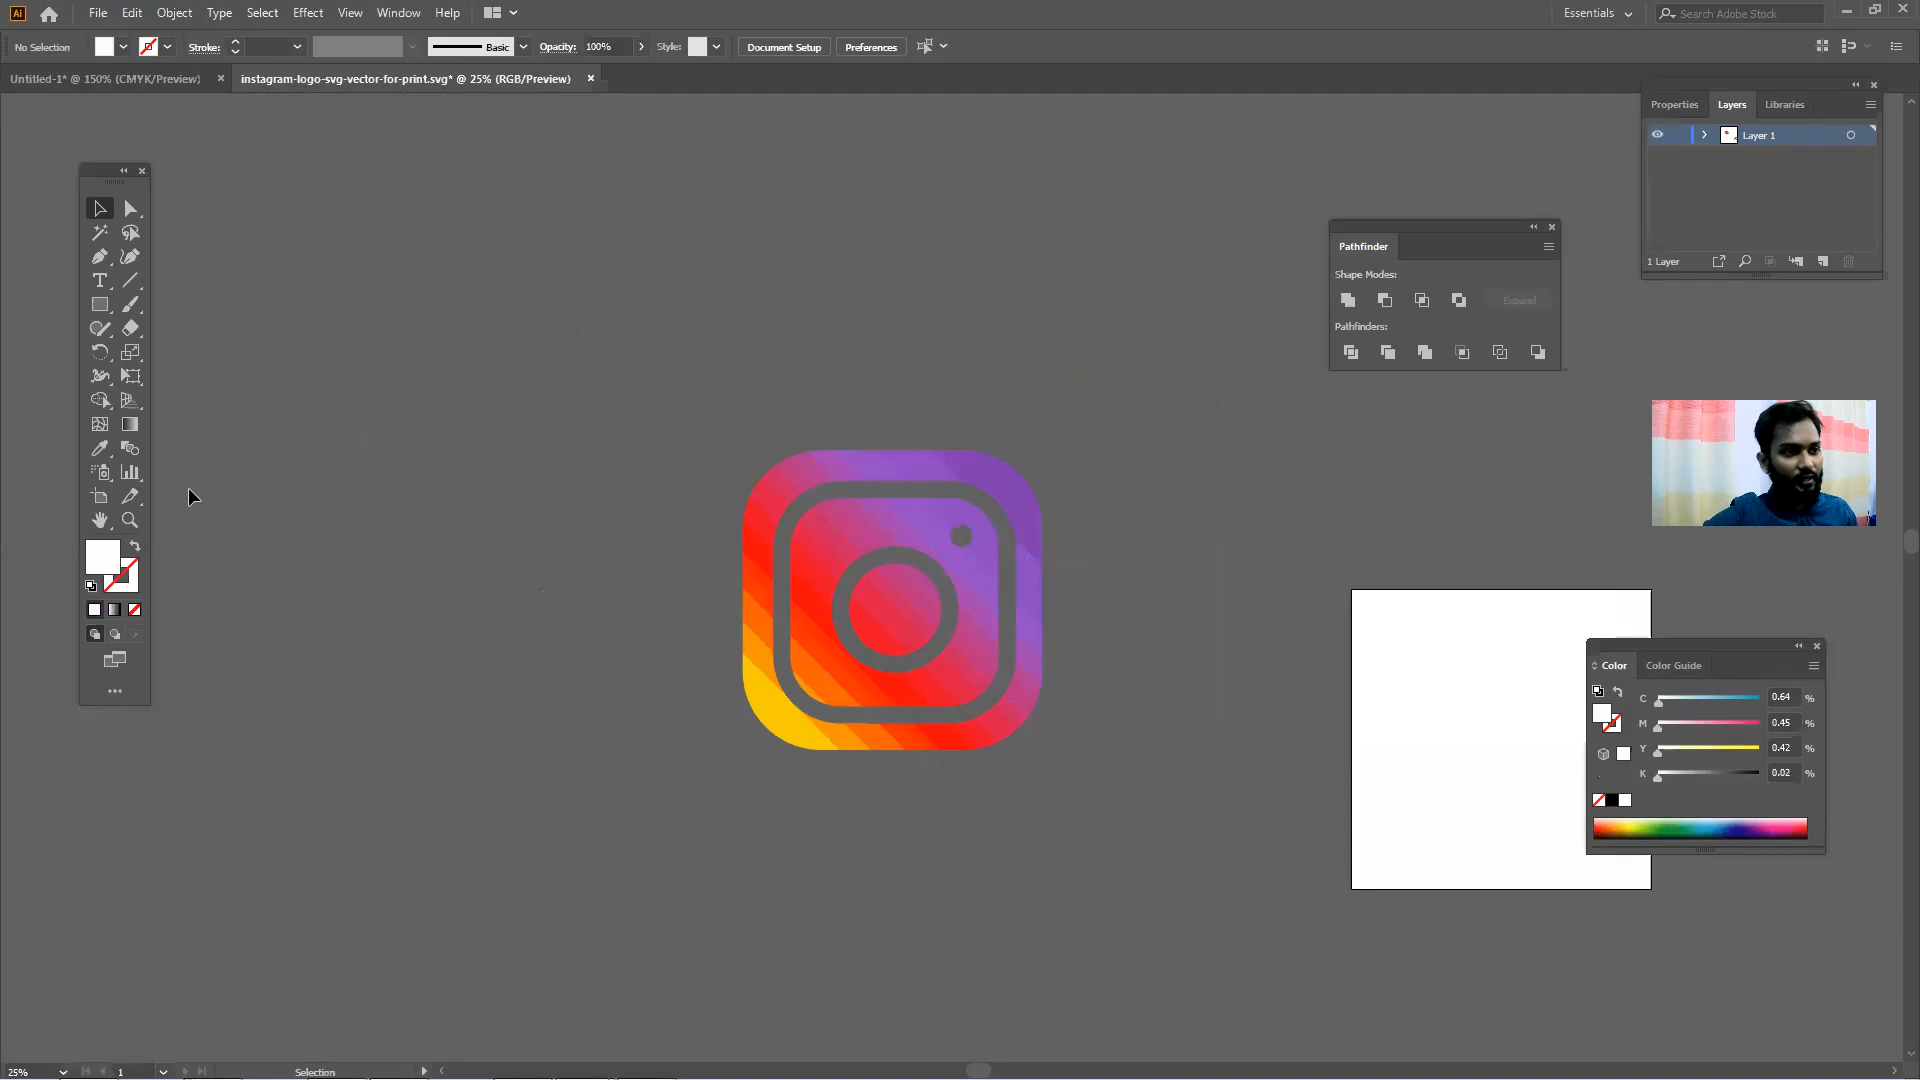 Ai File Edit Object Type Select Effect View Window Help Essentials Search Adobe Stock
No Selection Stroke: Basic Opacity: 100% Style: Document Setup Preferences
Untitled-1* @ 150% (CMYK/Preview) instagram-logo-svg-vector-for-print.svg* @ 25% (RGB/Preview)
Properties Layers Libraries
Layer 1
1 Layer
Pathfinder
Shape Modes:
Expand
Pathfinders:
Color Color Guide
C 0.64 %
M 0.45 %
Y 0.42 %
K 0.02 %
25% 1 Selection